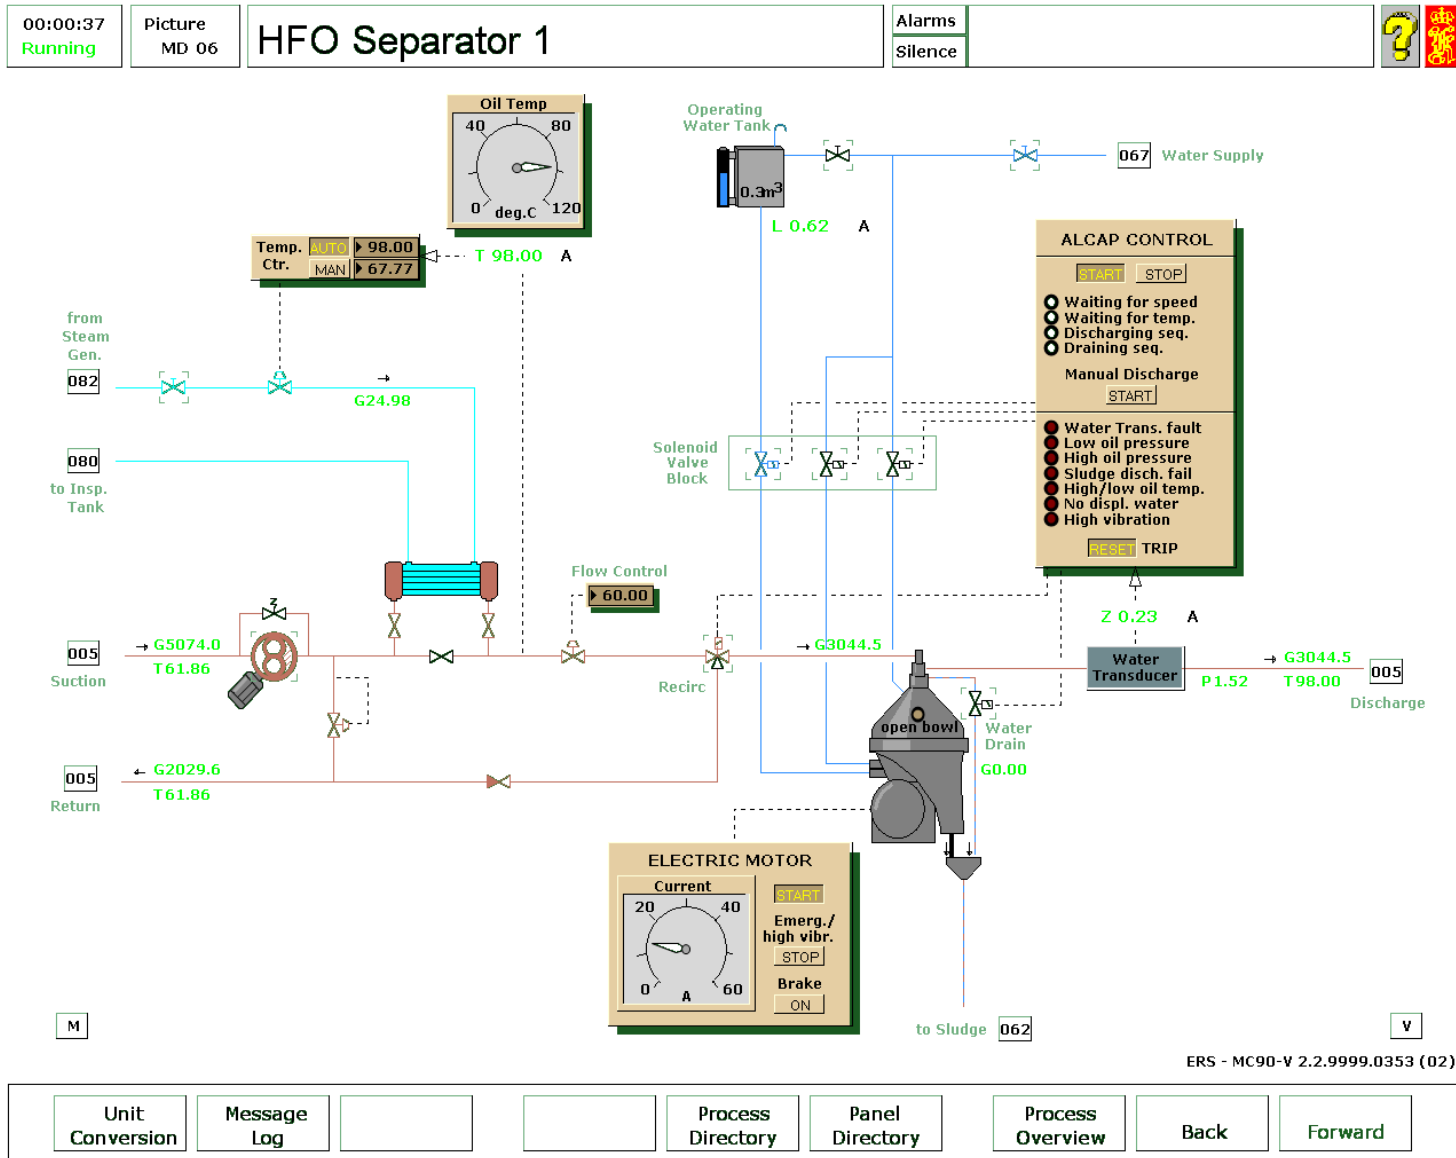 00:00:37
Running
Picture
MD 06
HFO Separator 1
Alarms
Silence
?
Oil Temp
40 80
0 120
deg.C
Operating
Water Tank
0.3m3
L 0.62 A
067 Water Supply
Temp.
Ctr.
AUTO 98.00
MAN 67.77
T 98.00 A
ALCAP CONTROL
START STOP
Waiting for speed
Waiting for temp.
Discharging seq.
Draining seq.
Manual Discharge
START
Water Trans. fault
Low oil pressure
High oil pressure
Sludge disch. fail
High/low oil temp.
No displ. water
High vibration
RESET TRIP
from
Steam
Gen.
082
G24.98
080
to Insp.
Tank
Solenoid
Valve
Block
Flow Control
60.00
Z 0.23 A
Z
005
Suction
G5074.0
T61.86
Recirc
G3044.5
Water
Transducer
P1.52
G3044.5
T98.00
005
Discharge
open bowl
Water
Drain
G0.00
005
Return
G2029.6
T61.86
ELECTRIC MOTOR
Current
20 40
0 60
A
START
Emerg./
high vibr.
STOP
Brake
ON
to Sludge 062
M
V
ERS - MC90-V 2.2.9999.0353 (02)
Unit
Conversion
Message
Log
Process
Directory
Panel
Directory
Process
Overview
Back
Forward